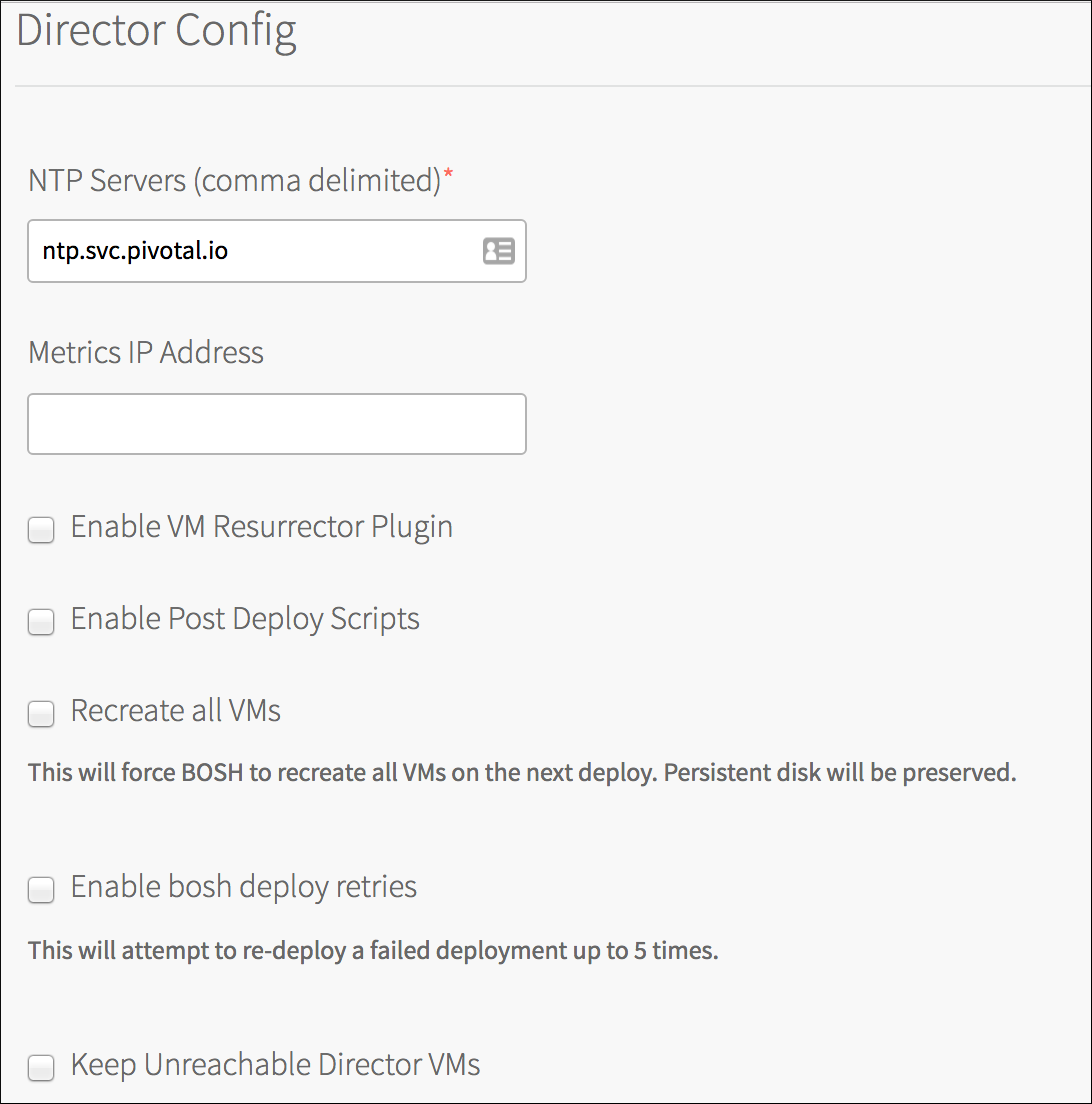 Director Config
NTP Servers (comma delimited)*
ntp.svc.pivotal.io
Metrics IP Address
Enable VM Resurrector Plugin
Enable Post Deploy Scripts
Recreate all VMs
This will force BOSH to recreate all VMs on the next deploy. Persistent disk will be preserved.
Enable bosh deploy retries
This will attempt to re-deploy a failed deployment up to 5 times.
Keep Unreachable Director VMs